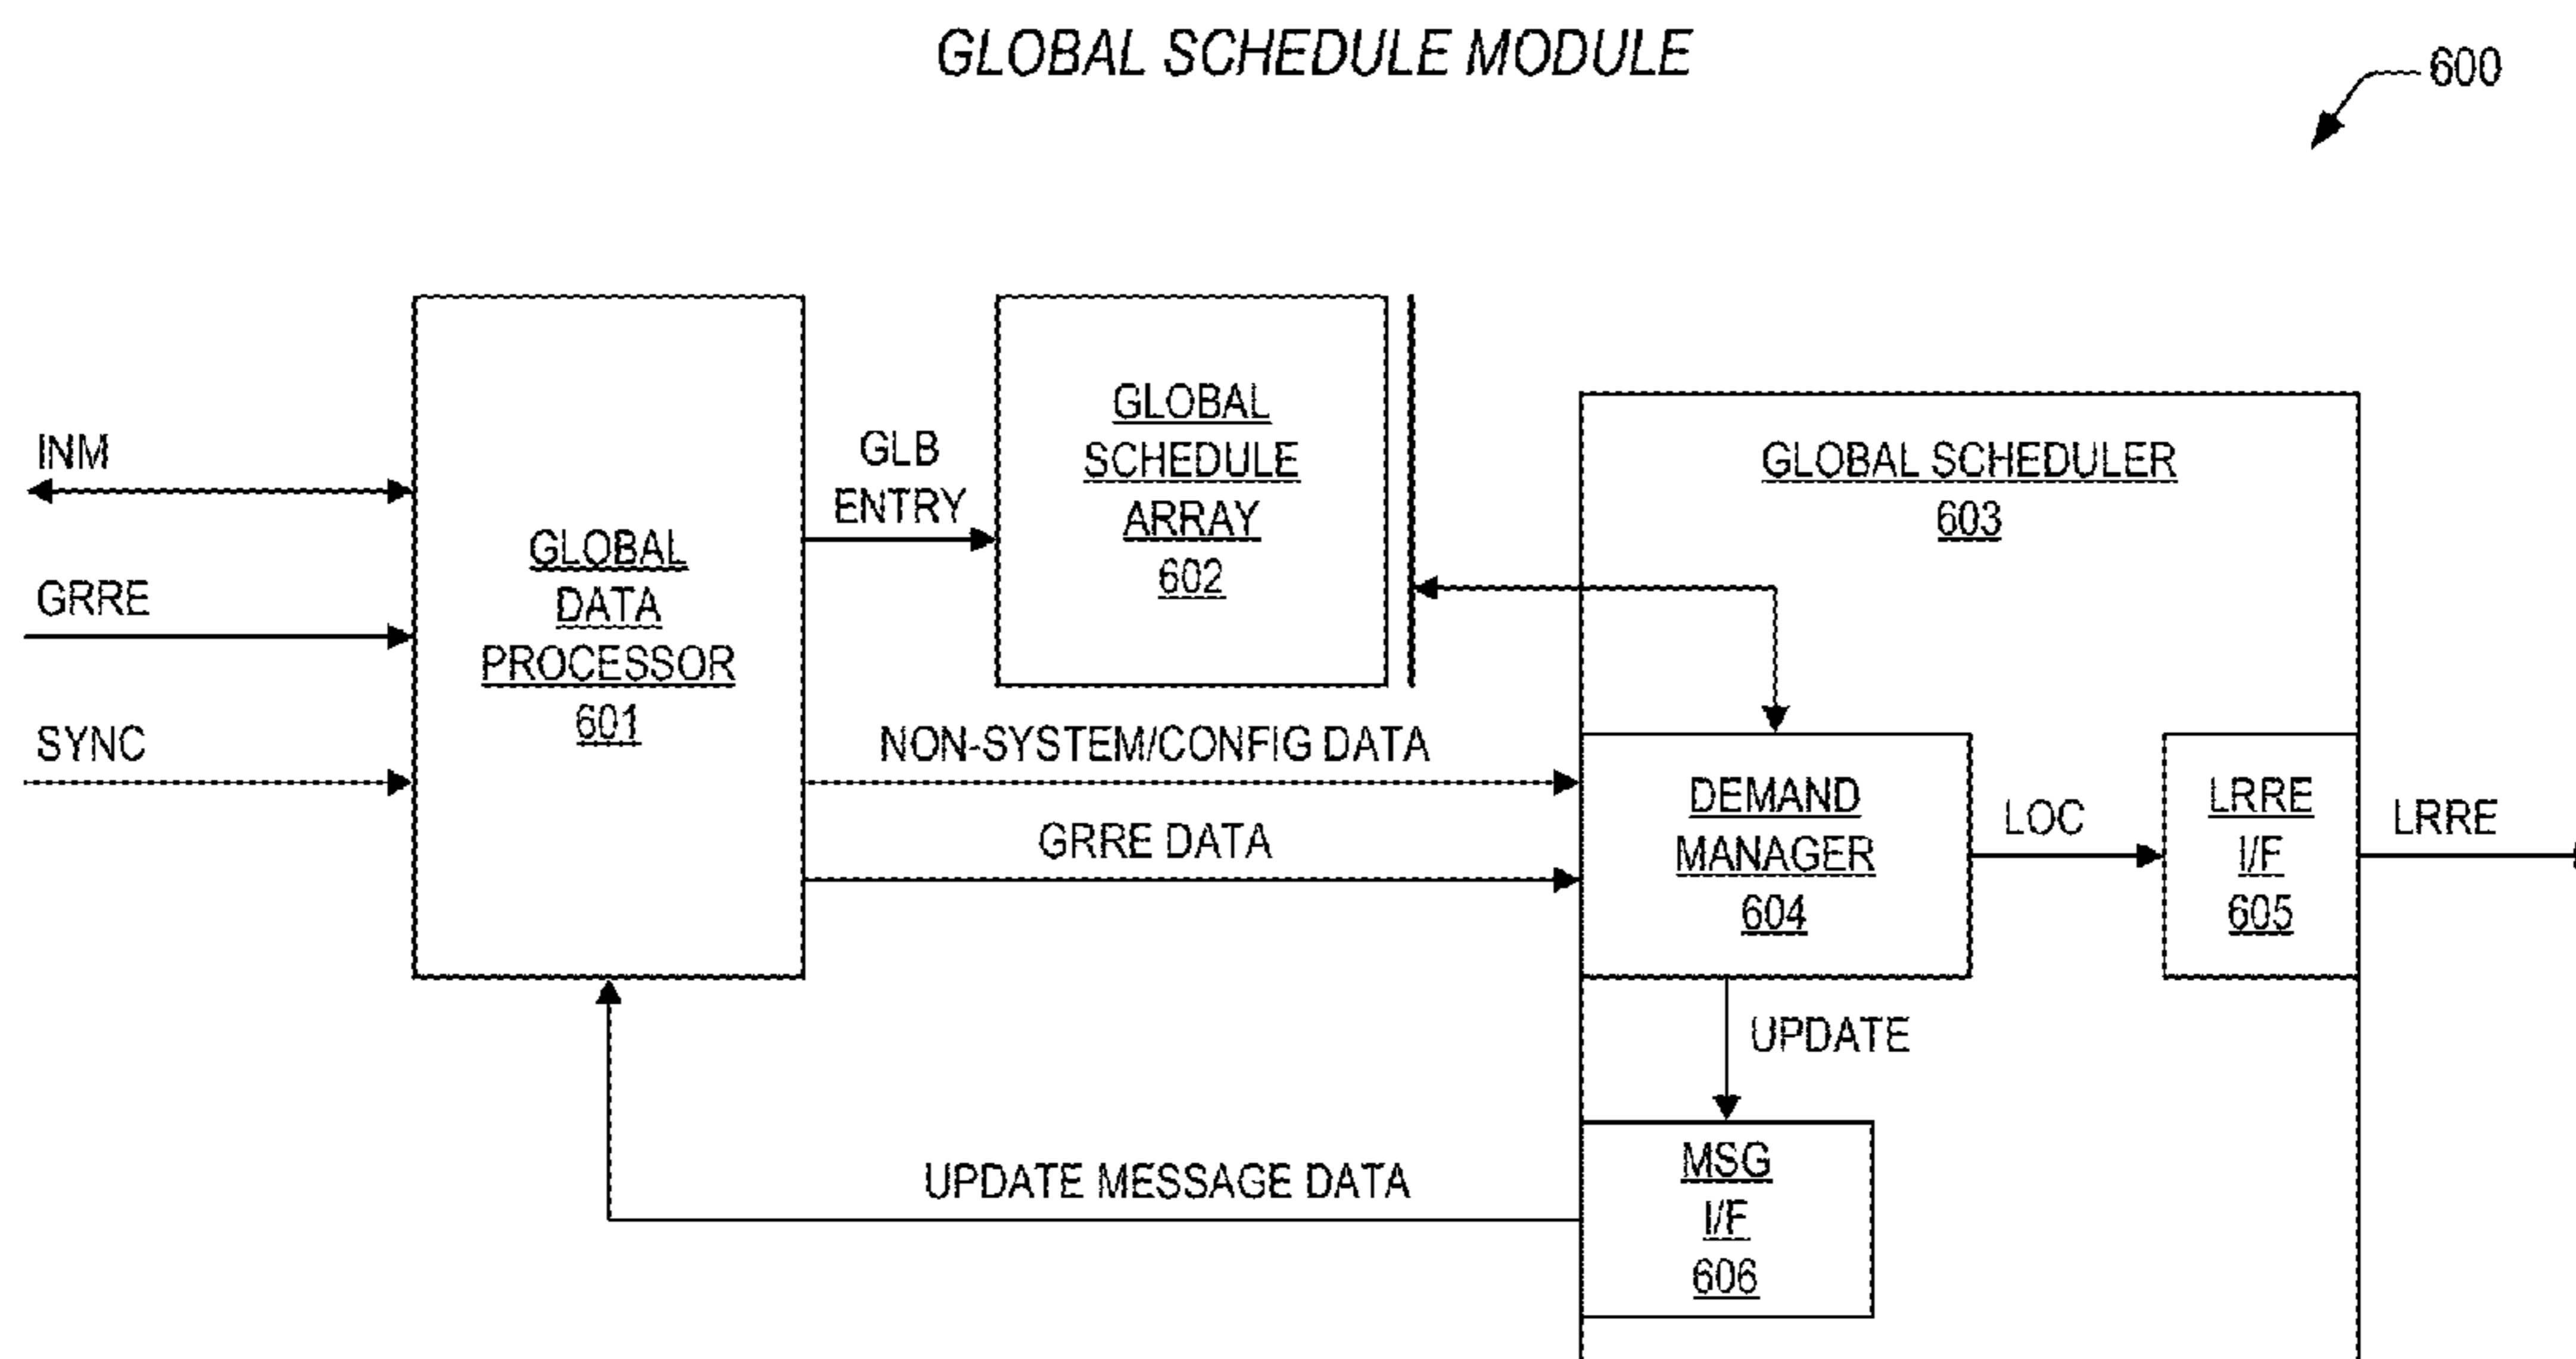 GLOBAL SCHEDULE MODULE
600
INM
GRRE
SYNC
GLOBAL
DATA
PROCESSOR
601
GLB
ENTRY
GLOBAL
SCHEDULE
ARRAY
602
GLOBAL SCHEDULER
603
NON-SYSTEM/CONFIG DATA
GRRE DATA
DEMAND
MANAGER
604
LOC
LRRE
I/F
605
LRRE
UPDATE
UPDATE MESSAGE DATA
MSG
I/F
606